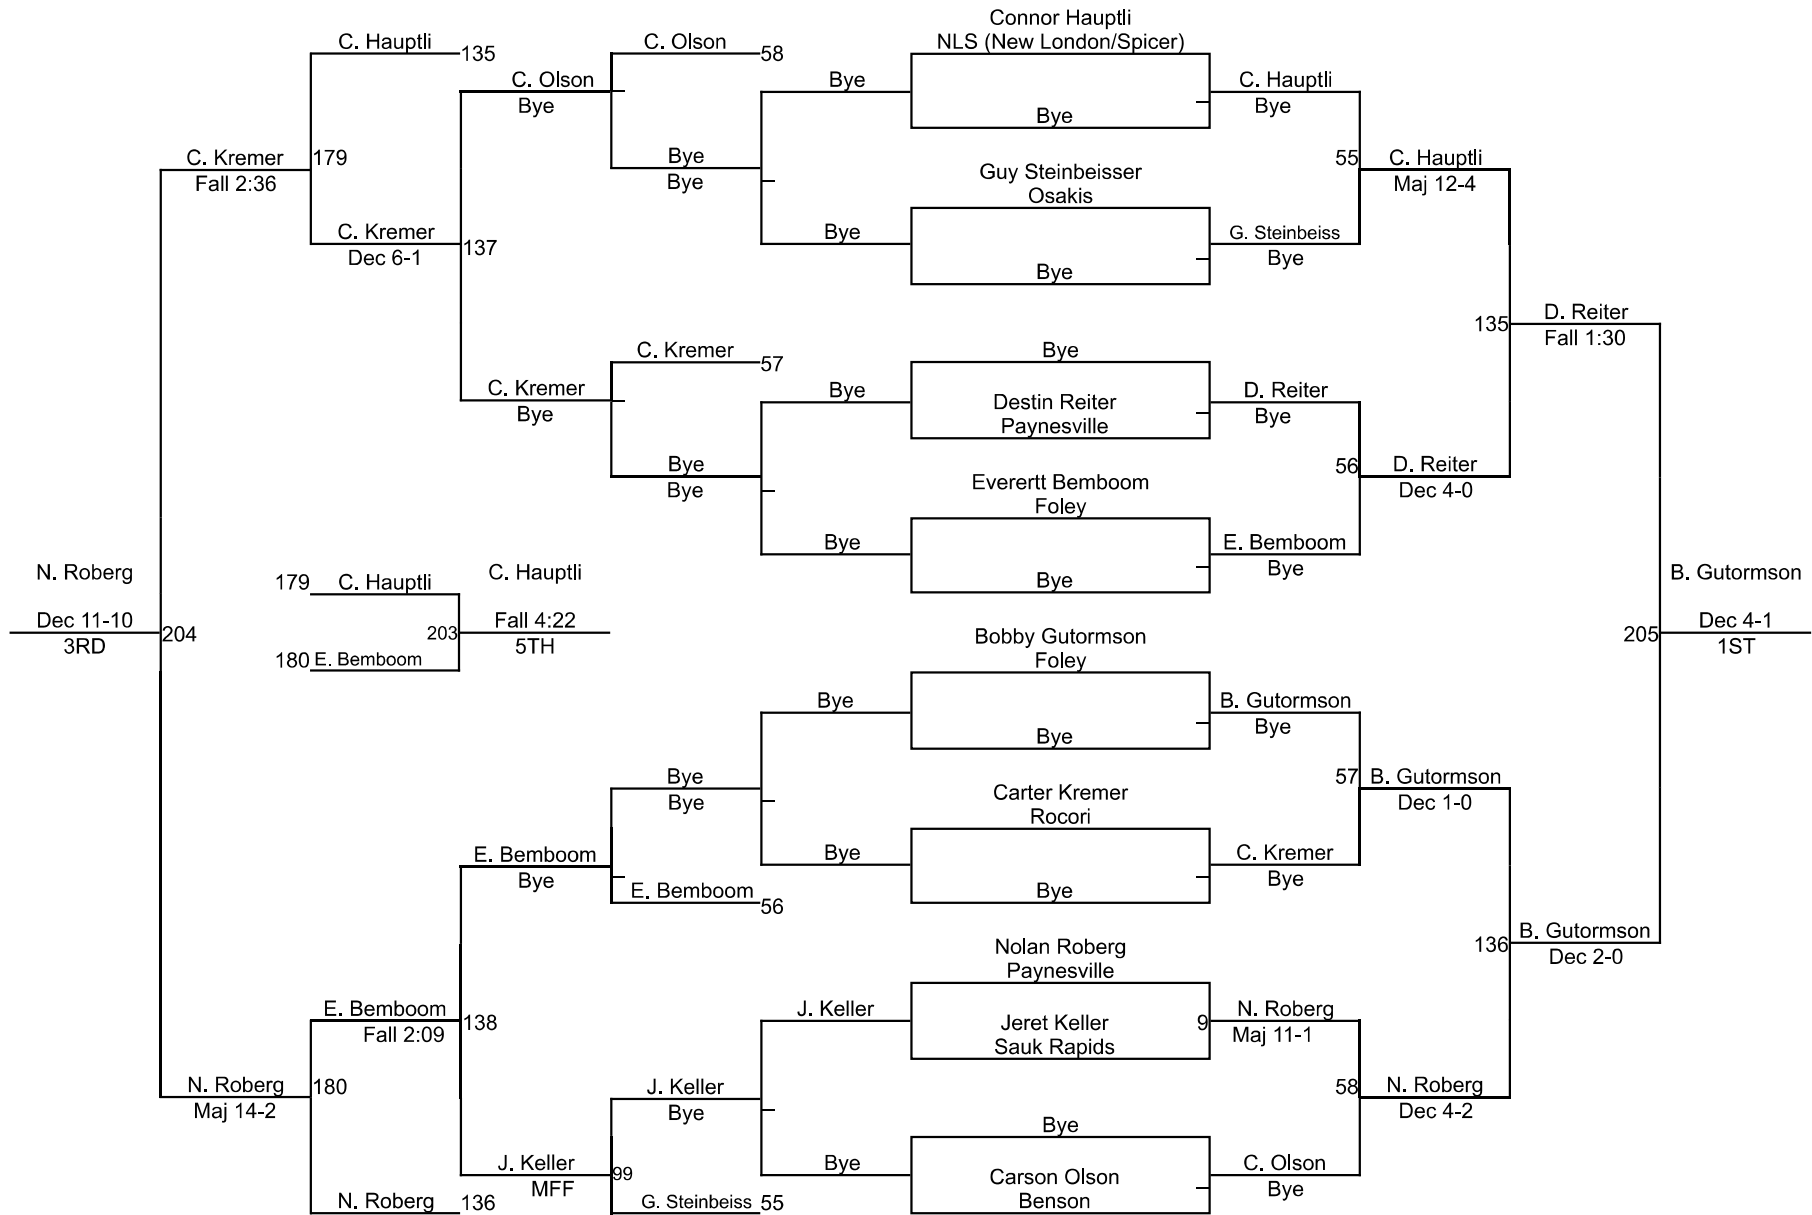 Connor Hauptli
NLS (New London/Spicer)
C. Hauptli
135
C. Olson
58
C. Olson
Bye
Bye
Bye
C. Hauptli
Bye
C. Kremer
Fall 2:36
179
Bye
Bye
Guy Steinbeisser
Osakis
55
C. Hauptli
Maj 12-4
C. Kremer
Dec 6-1
137
Bye
Bye
G. Steinbeiss
Bye
135
D. Reiter
Fall 1:30
C. Kremer
57
Bye
C. Kremer
Bye
Bye
Destin Reiter
Paynesville
D. Reiter
Bye
Bye
Bye
Everertt Bemboom
Foley
56
D. Reiter
Dec 4-0
Bye
Bye
E. Bemboom
Bye
N. Roberg
Dec 11-10
3RD
204
179
C. Hauptli
180
E. Bemboom
203
C. Hauptli
Fall 4:22
5TH
B. Gutormson
205
Dec 4-1
1ST
Bobby Gutormson
Foley
Bye
Bye
B. Gutormson
Bye
Bye
Bye
Carter Kremer
Rocori
57
B. Gutormson
Dec 1-0
E. Bemboom
Bye
Bye
Bye
C. Kremer
Bye
E. Bemboom
56
Nolan Roberg
Paynesville
136
B. Gutormson
Dec 2-0
E. Bemboom
Fall 2:09
138
J. Keller
Jeret Keller
Sauk Rapids
9
N. Roberg
Maj 11-1
N. Roberg
Maj 14-2
180
J. Keller
Bye
58
N. Roberg
Dec 4-2
Bye
J. Keller
MFF
99
Bye
Carson Olson
Benson
C. Olson
Bye
N. Roberg
136
G. Steinbeiss
55